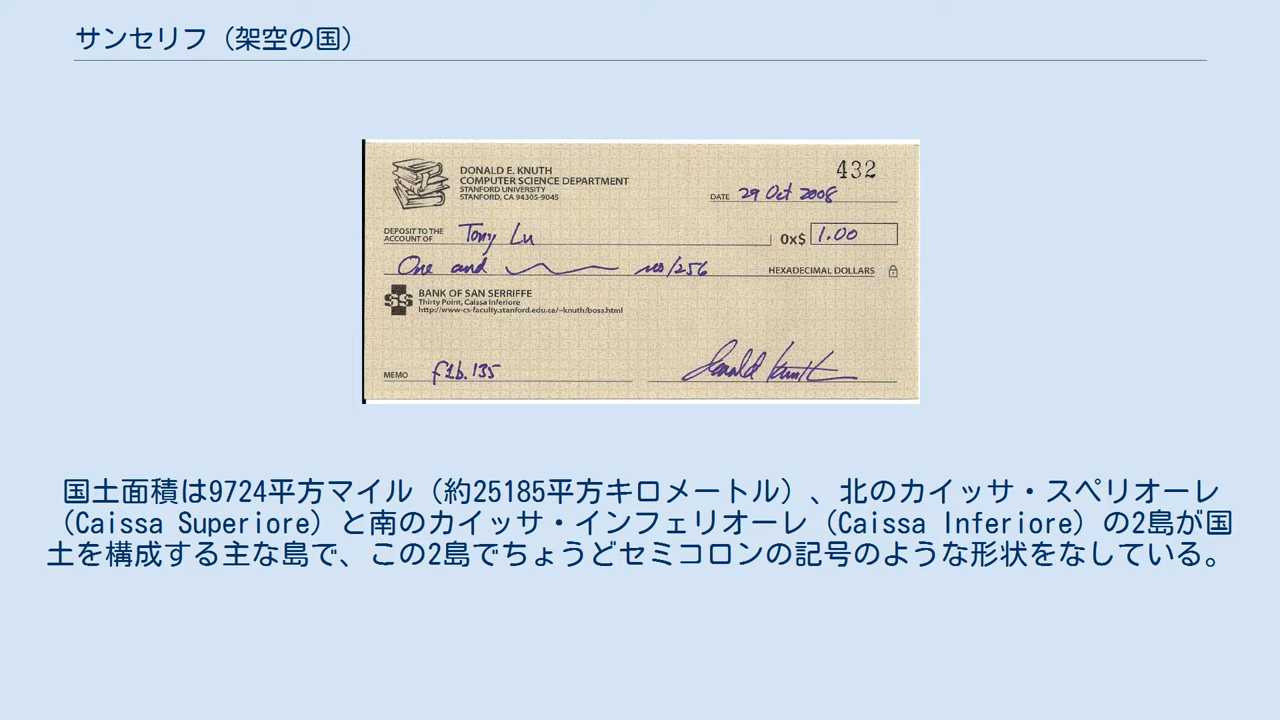 サンセリフ（架空の国）
DONALD E. KNUTH
COMPUTER SCIENCE DEPARTMENT
STANFORD UNIVERSITY
STANFORD, CA 94305-9045
432
DATE 29 Oct 2008
DEPOSIT TO THE
ACCOUNT OF Tony Lu
0x$ 1.00
One and no/256 HEXADECIMAL DOLLARS
SS
BANK OF SAN SERRIFFE
Thirty Point, Caissa Inferiore
http://www-cs-faculty.stanford.edu.ca/~knuth/boss.html
MEMO f1b.135
Donald Knuth
国土面積は9724平方マイル（約25185平方キロメートル）、北のカイッサ・スペリオーレ
（Caissa Superiore）と南のカイッサ・インフェリオーレ（Caissa Inferiore）の2島が国
土を構成する主な島で、この2島でちょうどセミコロンの記号のような形状をなしている。